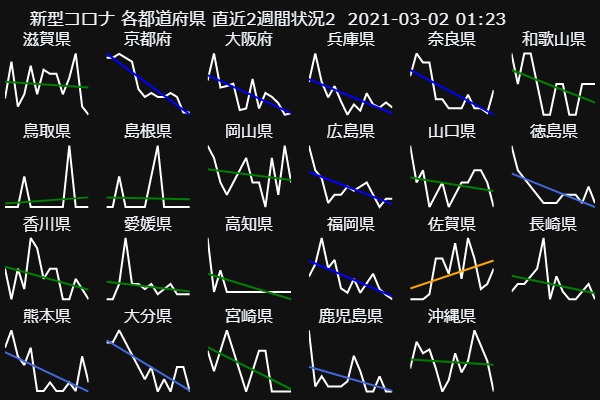 新型コロナ 各都道府県 直近2週間状況2 2021-03-02 01:23
滋賀県 京都府 大阪府 兵庫県 奈良県 和歌山県
鳥取県 島根県 岡山県 広島県 山口県 徳島県
香川県 愛媛県 高知県 福岡県 佐賀県 長崎県
熊本県 大分県 宮崎県 鹿児島県 沖縄県